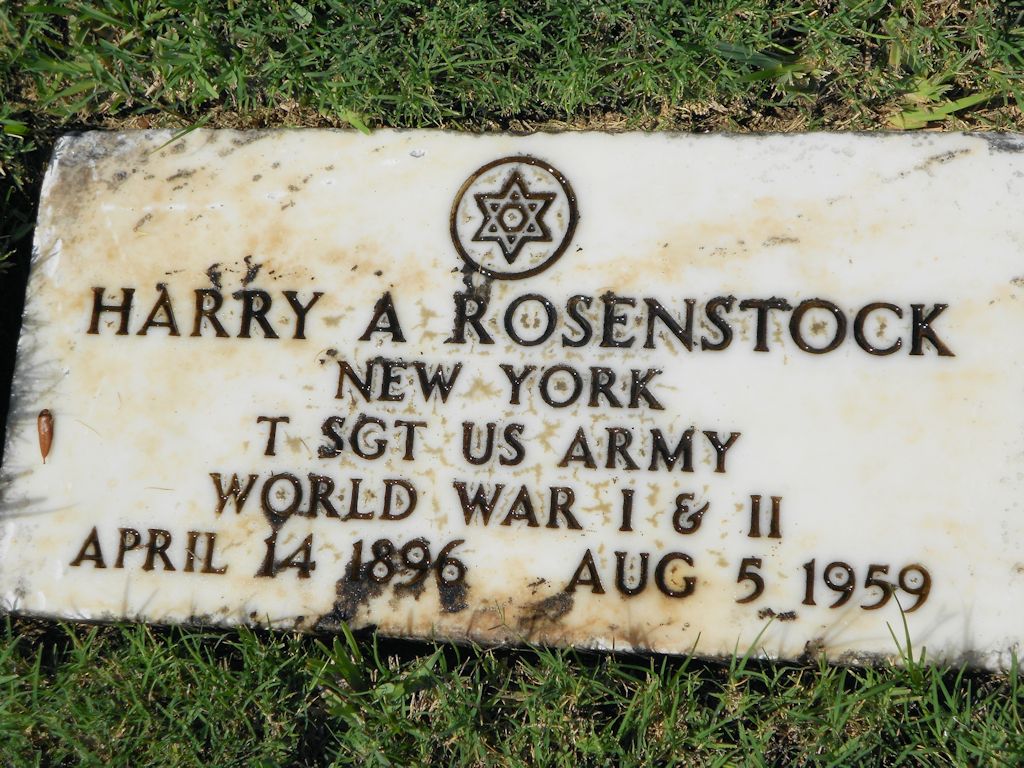 HARRY A ROSENSTOCK
NEW YORK
T SGT US ARMY
WORLD WAR I & II
APRIL 14 1896 AUG 5 1959